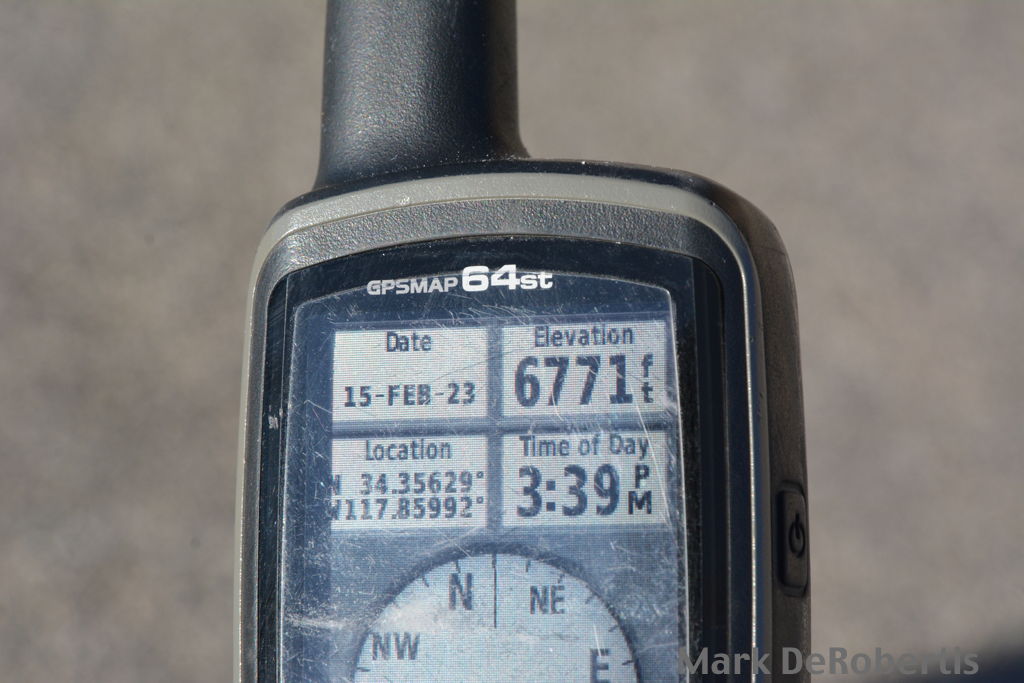 GPSMAP 64st
Date
15-FEB-23
Elevation
6771 ft
Location
N 34.35629°
W117.85992°
Time of Day
3:39 PM
N
NE
NW
E
Mark DeRobertis